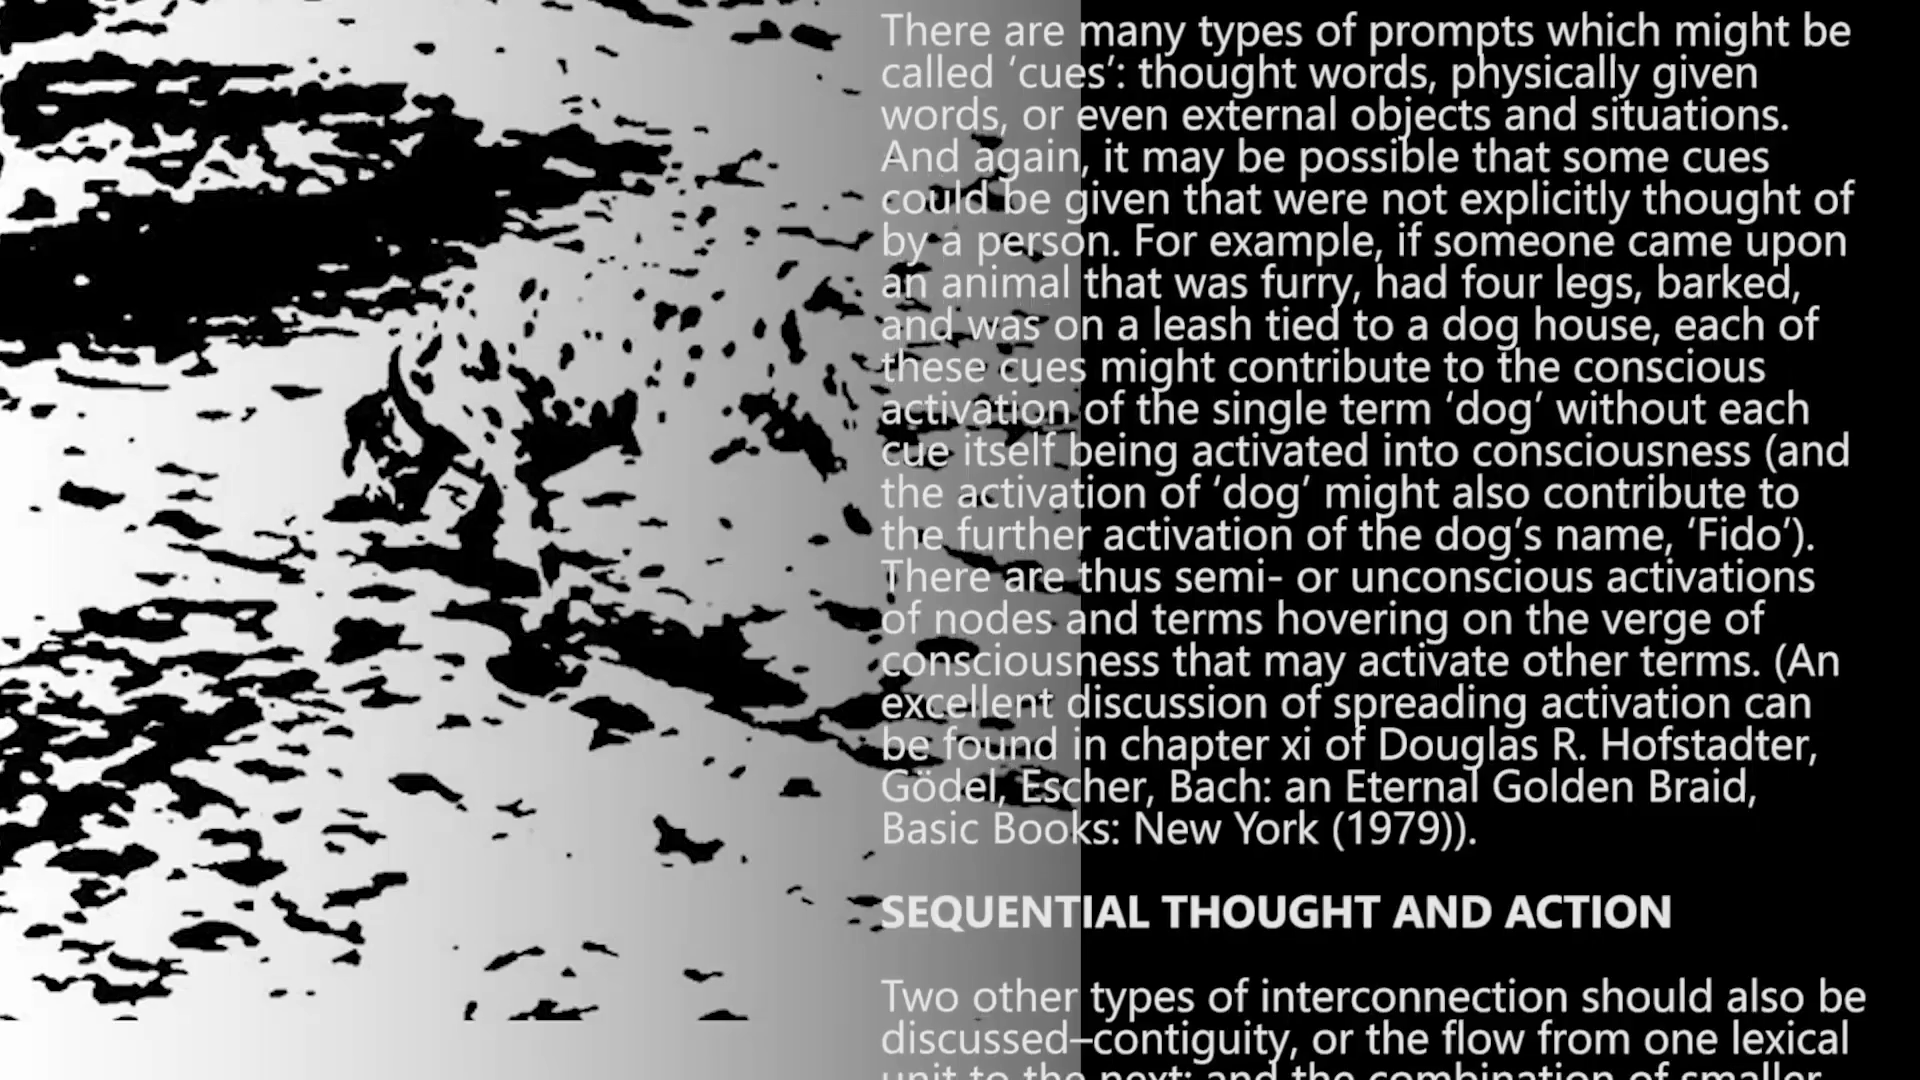 There are many types of prompts which might be
called ‘cues’: thought words, physically given
words, or even external objects and situations.
And again, it may be possible that some cues
could be given that were not explicitly thought of
by a person. For example, if someone came upon
an animal that was furry, had four legs, barked,
and was on a leash tied to a dog house, each of
these cues might contribute to the conscious
activation of the single term ‘dog’ without each
cue itself being activated into consciousness (and
the activation of ‘dog’ might also contribute to
the further activation of the dog’s name, ‘Fido’).
There are thus semi- or unconscious activations
of nodes and terms hovering on the verge of
consciousness that may activate other terms. (An
excellent discussion of spreading activation can
be found in chapter xi of Douglas R. Hofstadter,
Gödel, Escher, Bach: an Eternal Golden Braid,
Basic Books: New York (1979)).
SEQUENTIAL THOUGHT AND ACTION
Two other types of interconnection should also be
discussed–contiguity, or the flow from one lexical
unit to the next; and the combination of smaller